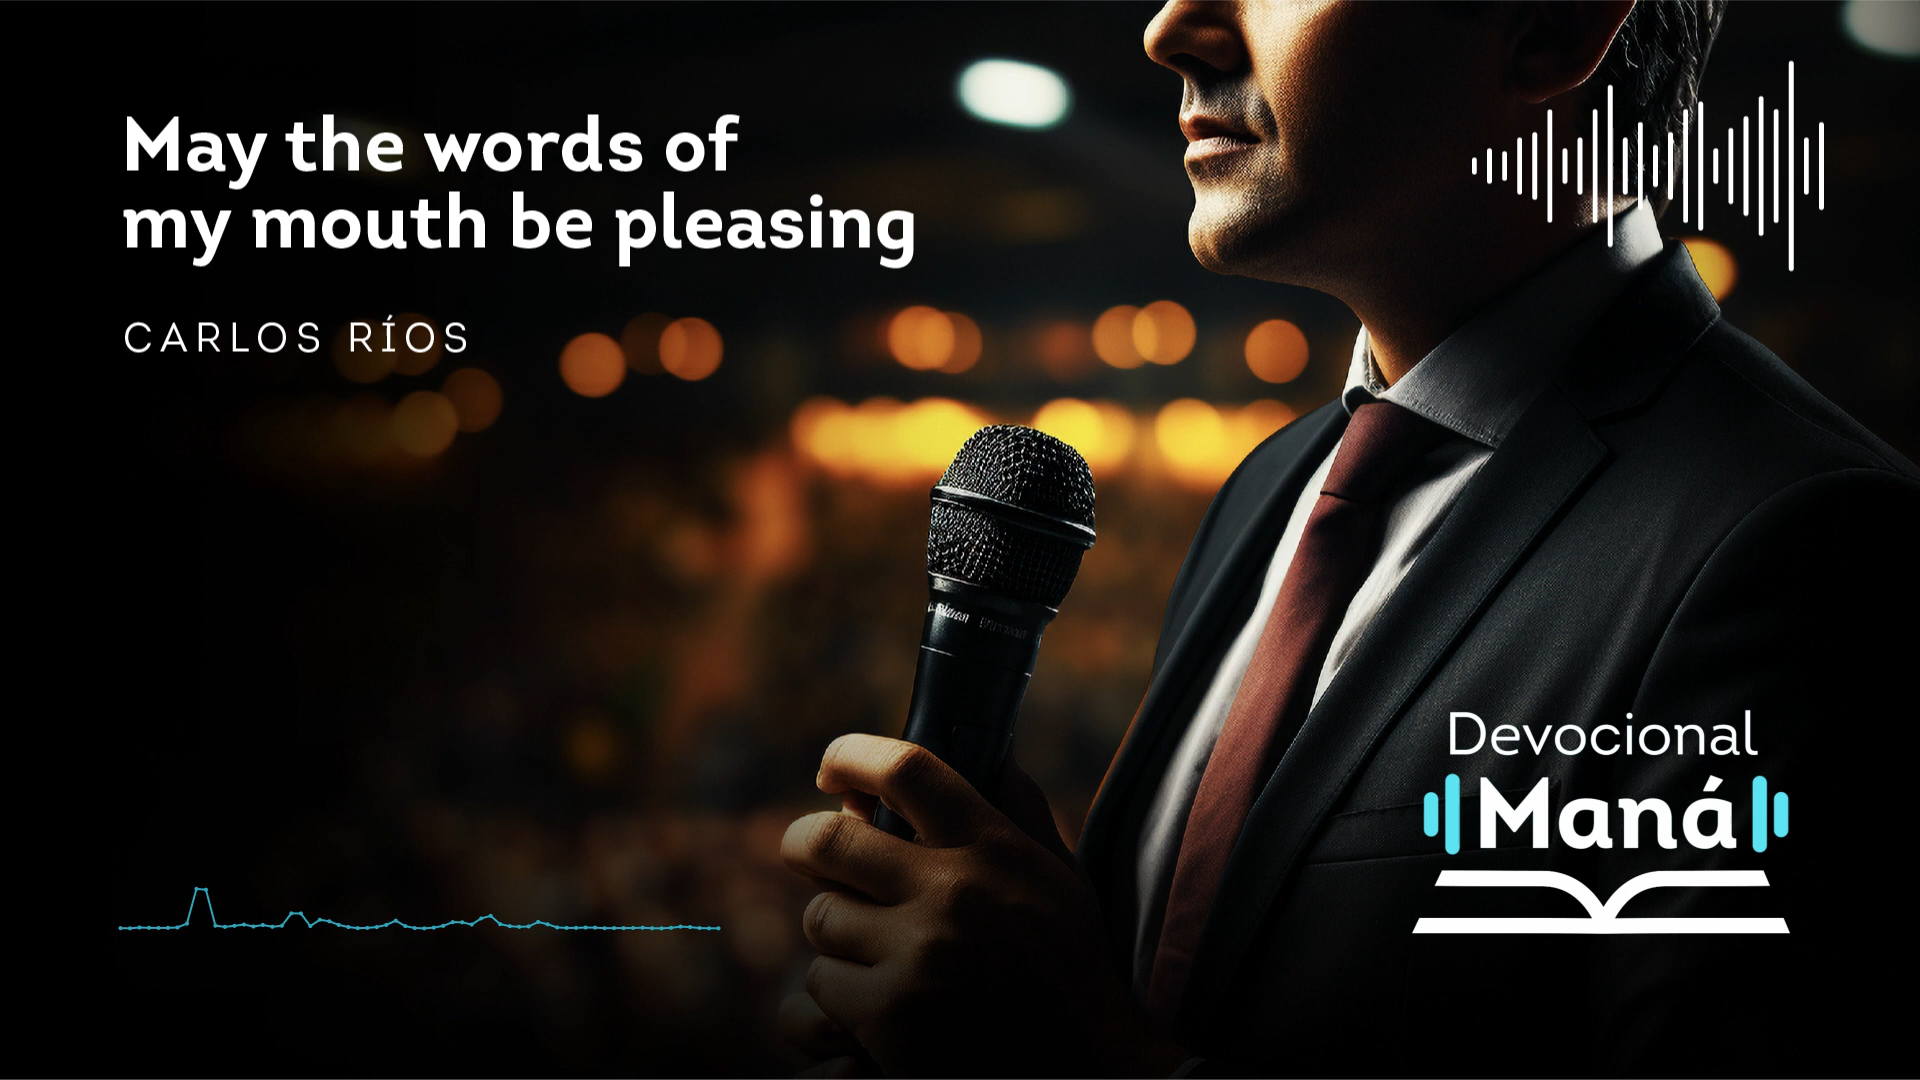 May the words of
my mouth be pleasing
CARLOS RÍOS
Devocional
Maná